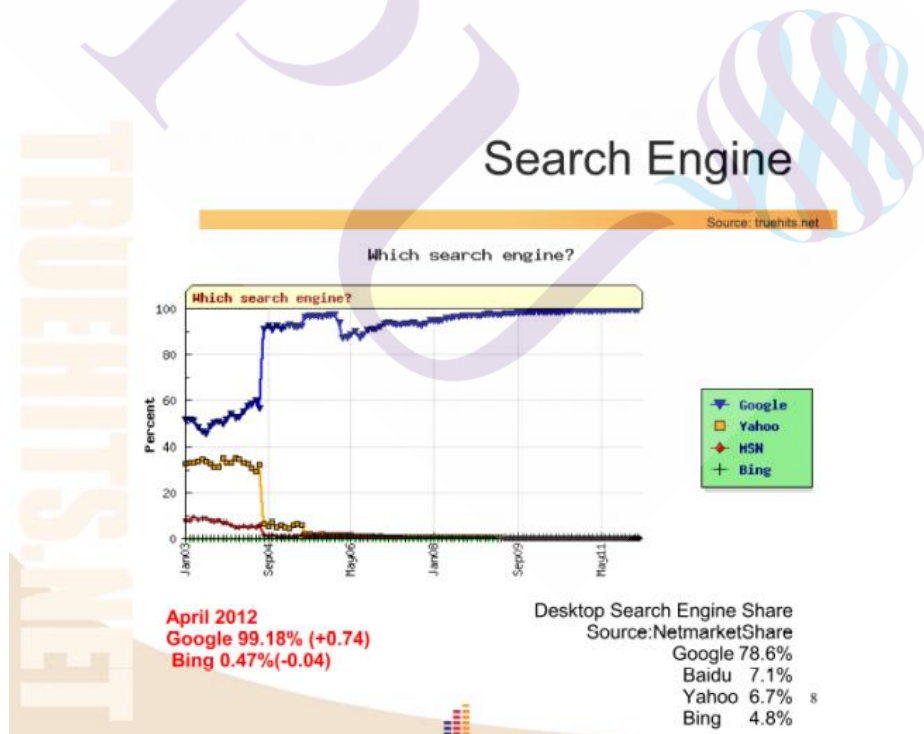 TRUEHITS.NET
Search Engine
Source: truehits.net
Which search engine?
Which search engine?
Percent
100
80
60
40
20
0
Jan03
Sep04
May06
Jan08
Sep09
May11
Google
Yahoo
MSN
Bing
April 2012
Google 99.18% (+0.74)
Bing 0.47%(-0.04)
Desktop Search Engine Share
Source:NetmarketShare
Google 78.6%
Baidu 7.1%
Yahoo 6.7%
Bing 4.8%
8